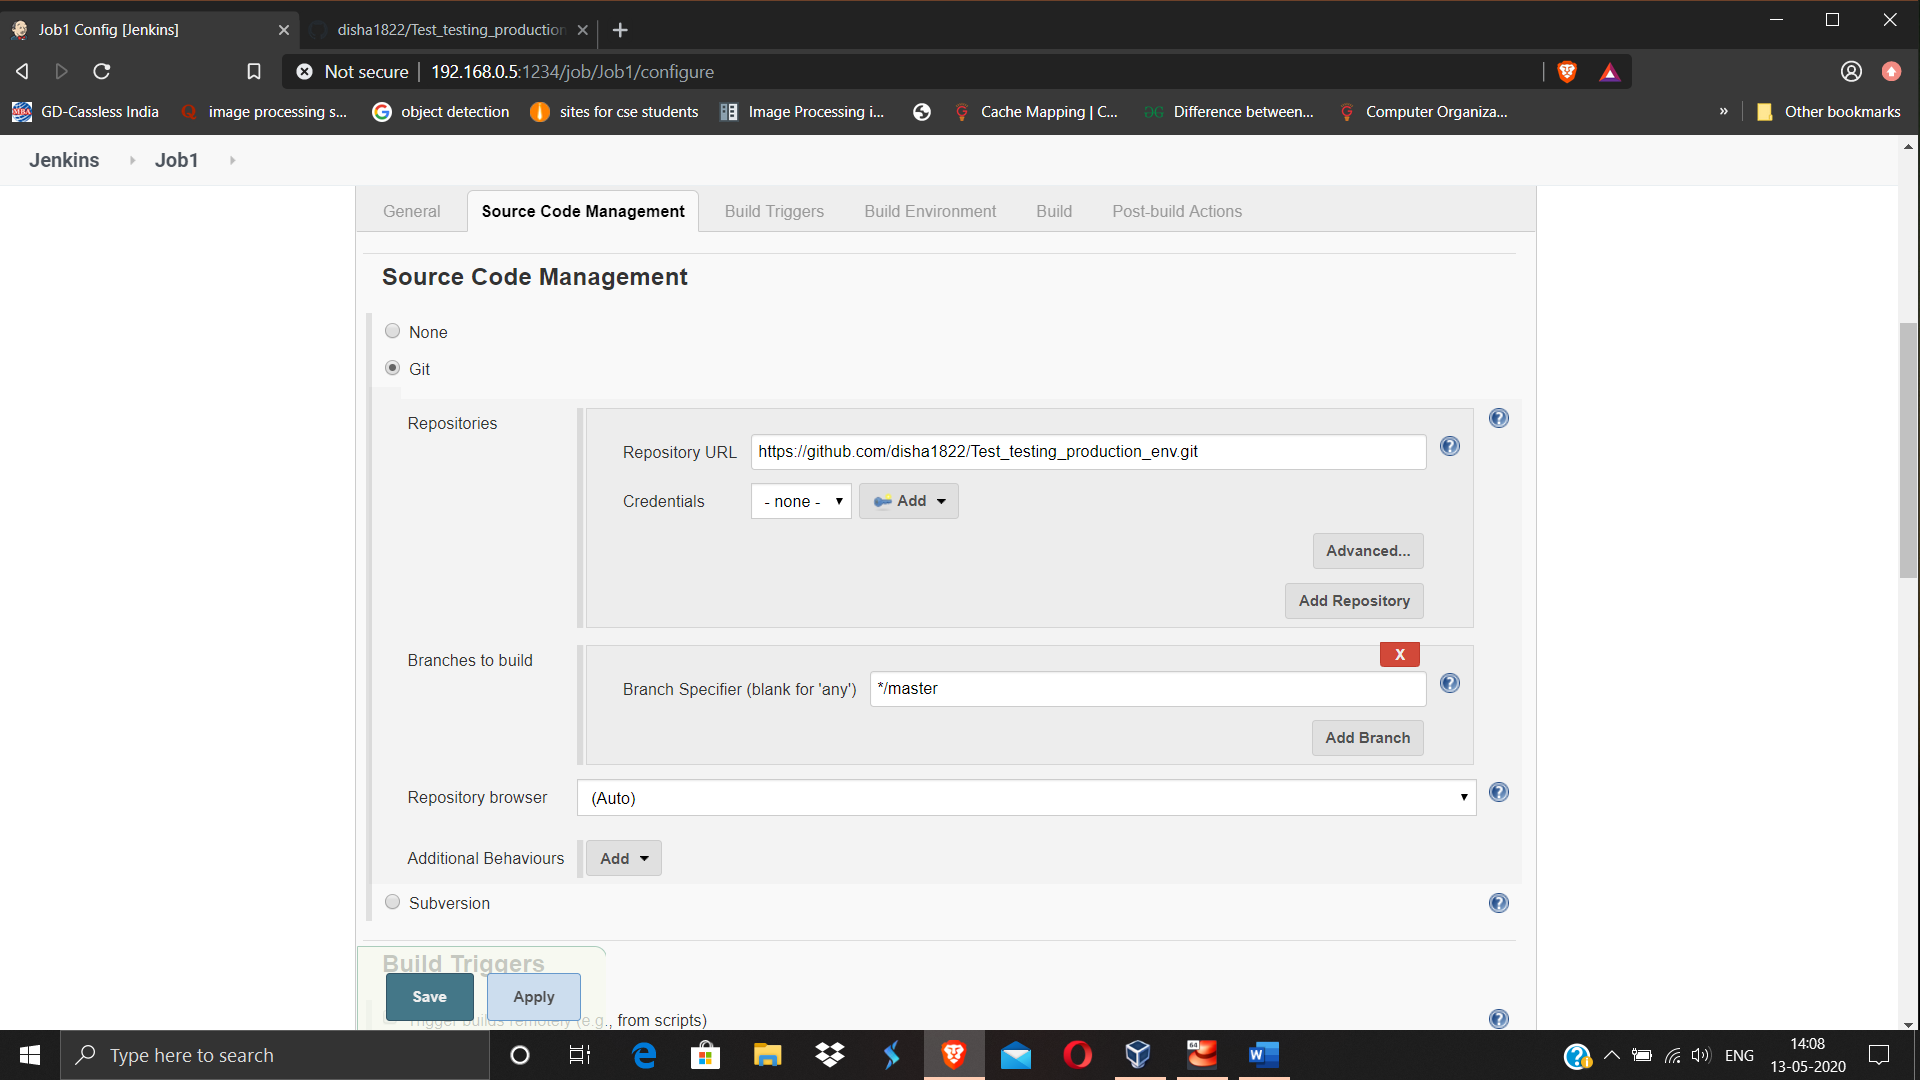 Job1 Config [Jenkins]
disha1822/Test_testing_production
Not secure
192.168.0.5:1234/job/Job1/configure
GD-Cassless India
image processing s...
object detection
sites for cse students
Image Processing i...
Cache Mapping | C...
Difference between...
Computer Organiza...
»
Other bookmarks
Jenkins
Job1
General
Source Code Management
Build Triggers
Build Environment
Build
Post-build Actions
Source Code Management
None
Git
Repositories
Repository URL
https://github.com/disha1822/Test_testing_production_env.git
Credentials
- none -
Add
Advanced...
Add Repository
Branches to build
X
Branch Specifier (blank for 'any')
*/master
Add Branch
Repository browser
(Auto)
Additional Behaviours
Add
Subversion
Build Triggers
Save
Apply
Trigger builds remotely (e.g., from scripts)
Type here to search
64
ENG
14:08
13-05-2020